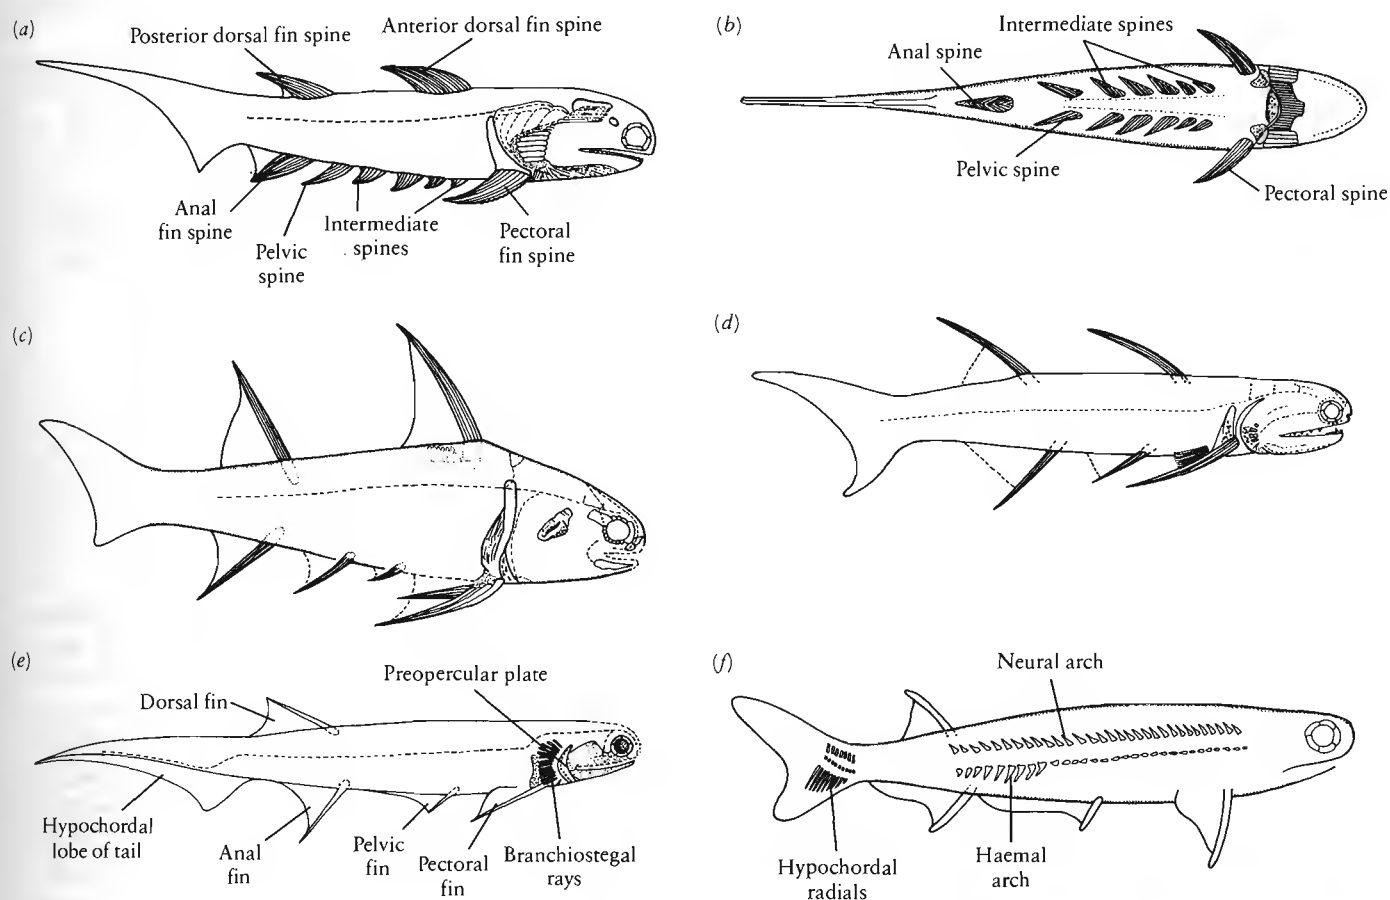 (a)
Posterior dorsal fin spine
Anterior dorsal fin spine
Anal
fin spine
Pelvic
spine
Intermediate
spines
Pectoral
fin spine
(b)
Intermediate spines
Anal spine
Pelvic spine
Pectoral spine
(c)
(d)
(e)
Preopercular plate
Dorsal fin
Hypochordal
lobe of tail
Anal
fin
Pelvic
fin
Pectoral
fin
Branchiostegal
rays
(f)
Neural arch
Hypochordal
radials
Haemal
arch